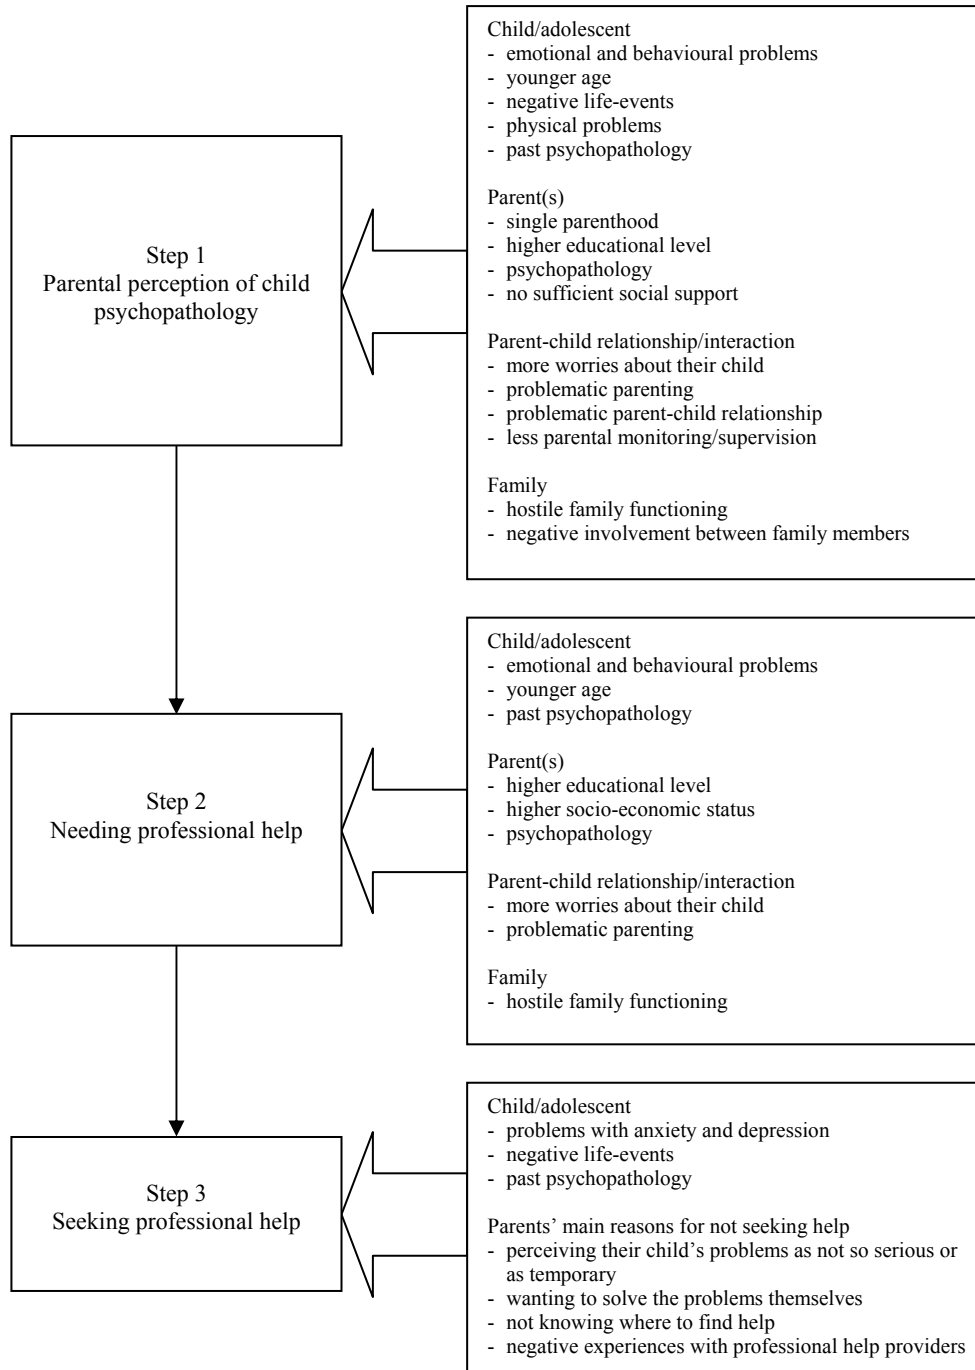 Child/adolescent
- emotional and behavioural problems
- younger age
- negative life-events
- physical problems
- past psychopathology
Parent(s)
- single parenthood
- higher educational level
- psychopathology
- no sufficient social support
Parent-child relationship/interaction
- more worries about their child
- problematic parenting
- problematic parent-child relationship
- less parental monitoring/supervision
Family
- hostile family functioning
- negative involvement between family members
Step 1
Parental perception of child
psychopathology
Child/adolescent
- emotional and behavioural problems
- younger age
- past psychopathology
Parent(s)
- higher educational level
- higher socio-economic status
- psychopathology
Parent-child relationship/interaction
- more worries about their child
- problematic parenting
Family
- hostile family functioning
Step 2
Needing professional help
Child/adolescent
- problems with anxiety and depression
- negative life-events
- past psychopathology
Parents’ main reasons for not seeking help
- perceiving their child’s problems as not so serious or
as temporary
- wanting to solve the problems themselves
- not knowing where to find help
- negative experiences with professional help providers
Step 3
Seeking professional help